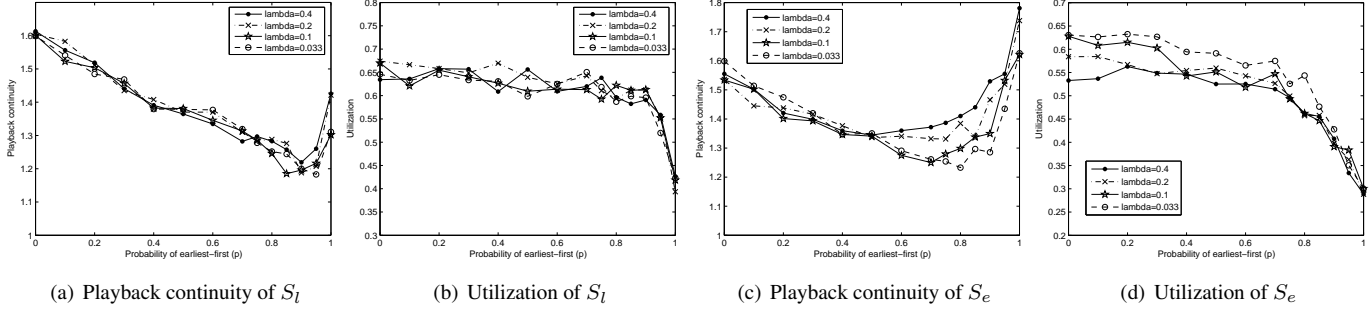 1.6
1.5
1.4
1.3
1.2
1.1
1
Playback continuity
0 0.2 0.4 0.6 0.8 1
Probability of earliest−first (p)
lambda=0.4
lambda=0.2
lambda=0.1
lambda=0.033
(a) Playback continuity of S_l
0.8
0.75
0.7
0.65
0.6
0.55
0.5
0.45
0.4
0.35
0.3
Utilization
0 0.2 0.4 0.6 0.8 1
Probability of earliest−first (p)
lambda=0.4
lambda=0.2
lambda=0.1
lambda=0.033
(b) Utilization of S_l
1.8
1.7
1.6
1.5
1.4
1.3
1.2
1.1
1
Playback continuity
0 0.2 0.4 0.6 0.8 1
Probability of earliest−first (p)
lambda=0.4
lambda=0.2
lambda=0.1
lambda=0.033
(c) Playback continuity of S_e
0.7
0.65
0.6
0.55
0.5
0.45
0.4
0.35
0.3
0.25
0.2
Utilization
0 0.2 0.4 0.6 0.8 1
Probability of earliest−first (p)
lambda=0.4
lambda=0.2
lambda=0.1
lambda=0.033
(d) Utilization of S_e